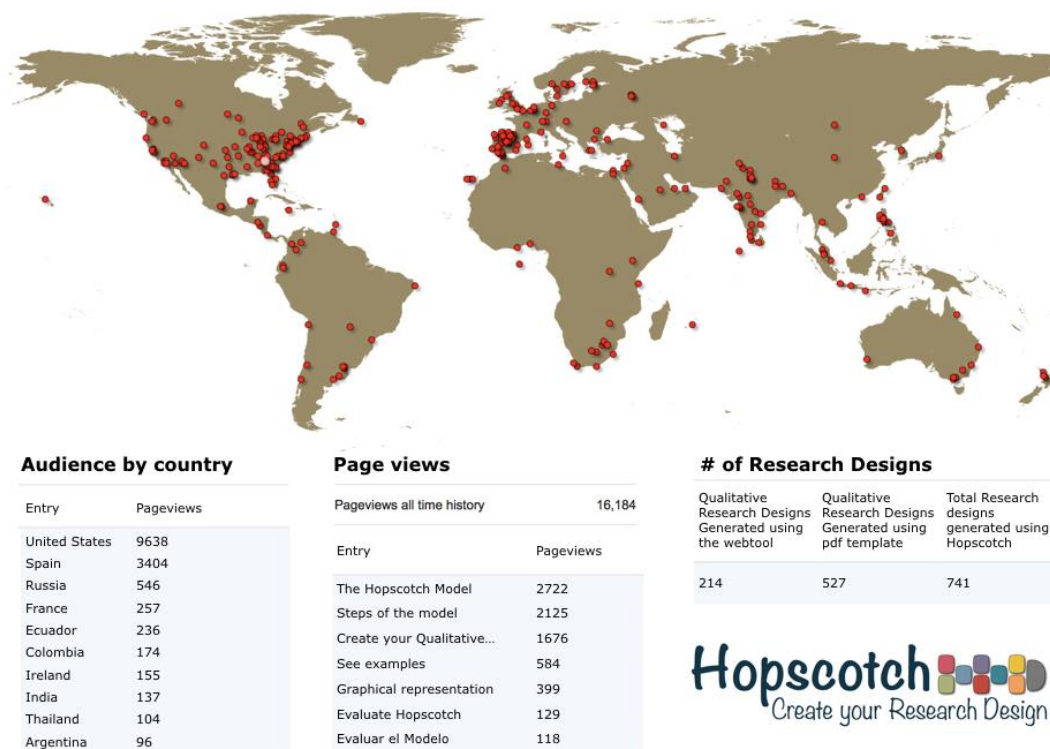 Audience by country
Entry Pageviews
United States 9638
Spain 3404
Russia 546
France 257
Ecuador 236
Colombia 174
Ireland 155
India 137
Thailand 104
Argentina 96
Page views
Pageviews all time history 16,184
Entry Pageviews
The Hopscotch Model 2722
Steps of the model 2125
Create your Qualitative... 1676
See examples 584
Graphical representation 399
Evaluate Hopscotch 129
Evaluar el Modelo 118
# of Research Designs
Qualitative Research Designs Generated using the webtool
Qualitative Research Designs Generated using pdf template
Total Research designs generated using Hopscotch
214 527 741
Hopscotch
Create your Research Design